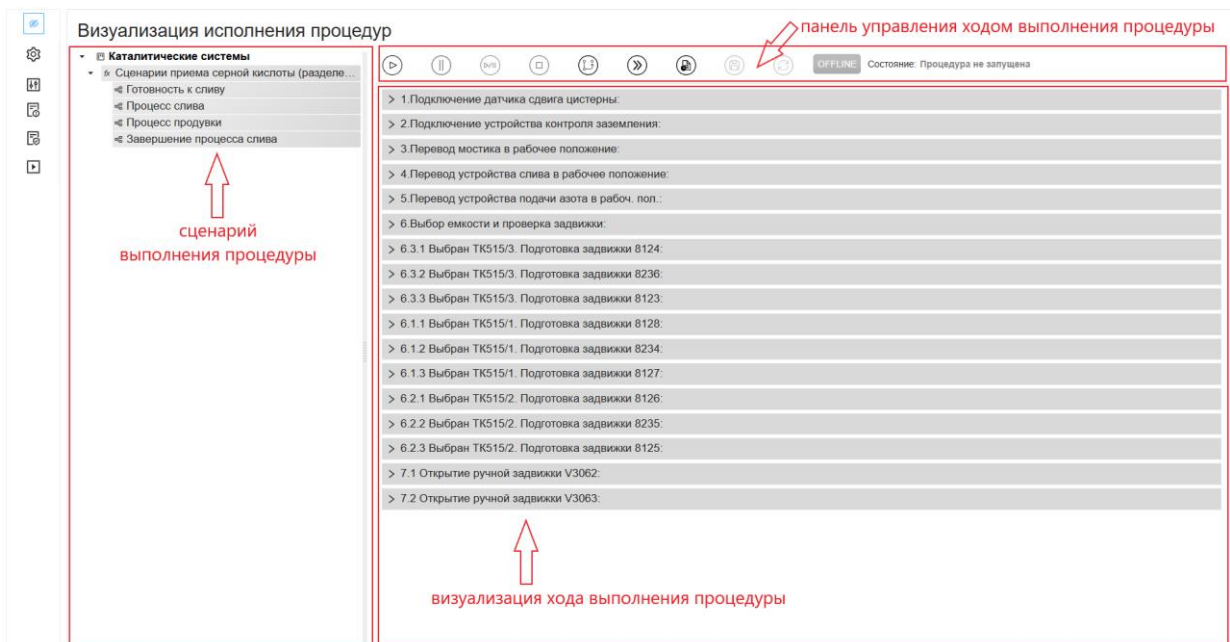 Визуализация исполнения процедур
панель управления ходом выполнения процедуры
Каталитические системы
fx Сценарии приема серной кислоты (разделе...
Готовность к сливу
Процесс слива
Процесс продувки
Завершение процесса слива
сценарий
выполнения процедуры
OFFLINE Состояние: Процедура не запущена
> 1.Подключение датчика сдвига цистерны:
> 2.Подключение устройства контроля заземления:
> 3.Перевод мостика в рабочее положение:
> 4.Перевод устройства слива в рабочее положение:
> 5.Перевод устройства подачи азота в рабоч. пол.:
> 6.Выбор емкости и проверка задвижки:
> 6.3.1 Выбран ТК515/3. Подготовка задвижки 8124:
> 6.3.2 Выбран ТК515/3. Подготовка задвижки 8236:
> 6.3.3 Выбран ТК515/3. Подготовка задвижки 8123:
> 6.1.1 Выбран ТК515/1. Подготовка задвижки 8128:
> 6.1.2 Выбран ТК515/1. Подготовка задвижки 8234:
> 6.1.3 Выбран ТК515/1. Подготовка задвижки 8127:
> 6.2.1 Выбран ТК515/2. Подготовка задвижки 8126:
> 6.2.2 Выбран ТК515/2. Подготовка задвижки 8235:
> 6.2.3 Выбран ТК515/2. Подготовка задвижки 8125:
> 7.1 Открытие ручной задвижки V3062:
> 7.2 Открытие ручной задвижки V3063:
визуализация хода выполнения процедуры